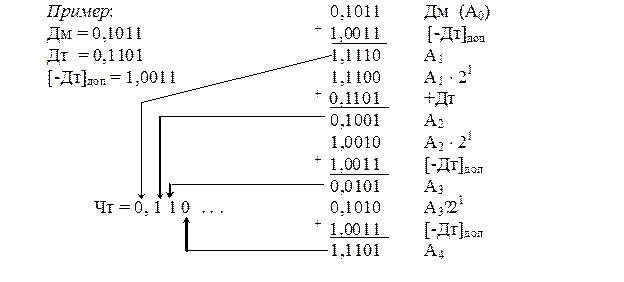 Пример:
0,1011 Дм (А₀)
Дм = 0,1011
+ 1,0011 [-Дт]доп
Дт = 0,1101
1,1110 А₁
[-Дт]доп = 1,0011
1,1100 А₁ · 2¹
+ 0,1101 +Дт
0,1001 А₂
1,0010 А₂ · 2¹
+ 1,0011 [-Дт]доп
0,0101 А₃
Чт = 0, 1 1 0 . . .
0,1010 А₃·2¹
+ 1,0011 [-Дт]доп
1,1101 А₄